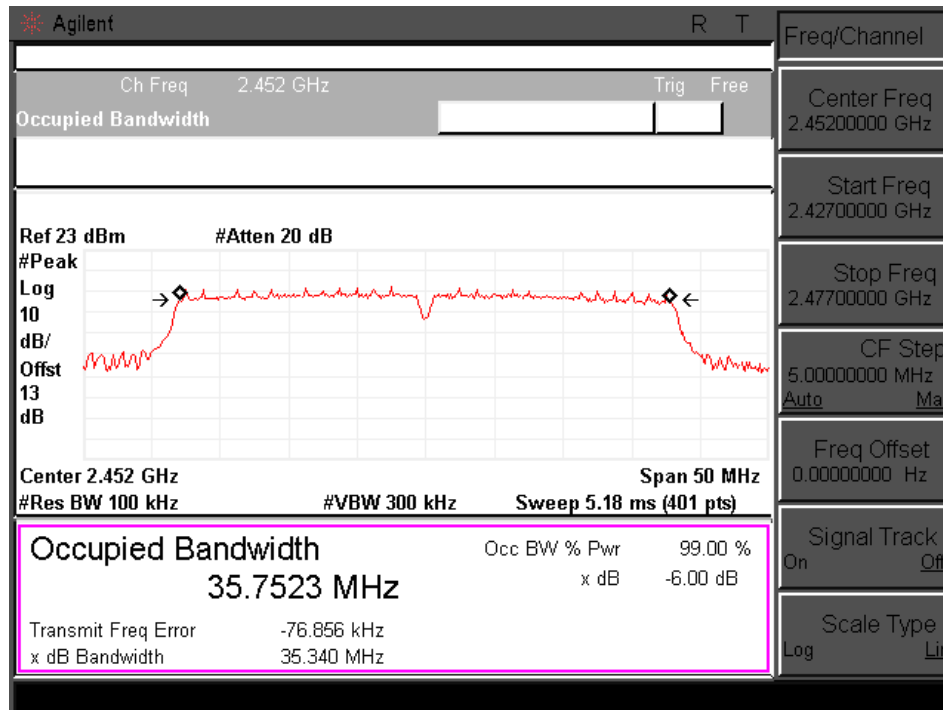 Agilent R T
Ch Freq 2.452 GHz Trig Free
Occupied Bandwidth
Ref 23 dBm #Atten 20 dB
#Peak
Log
10
dB/
Offst
13
dB
Center 2.452 GHz Span 50 MHz
#Res BW 100 kHz #VBW 300 kHz Sweep 5.18 ms (401 pts)
Occupied Bandwidth Occ BW % Pwr 99.00 %
35.7523 MHz x dB -6.00 dB
Transmit Freq Error -76.856 kHz
x dB Bandwidth 35.340 MHz
Freq/Channel
Center Freq
2.45200000 GHz
Start Freq
2.42700000 GHz
Stop Freq
2.47700000 GHz
CF Step
5.00000000 MHz
Auto Ma
Freq Offset
0.00000000 Hz
Signal Track
On Off
Scale Type
Log Li